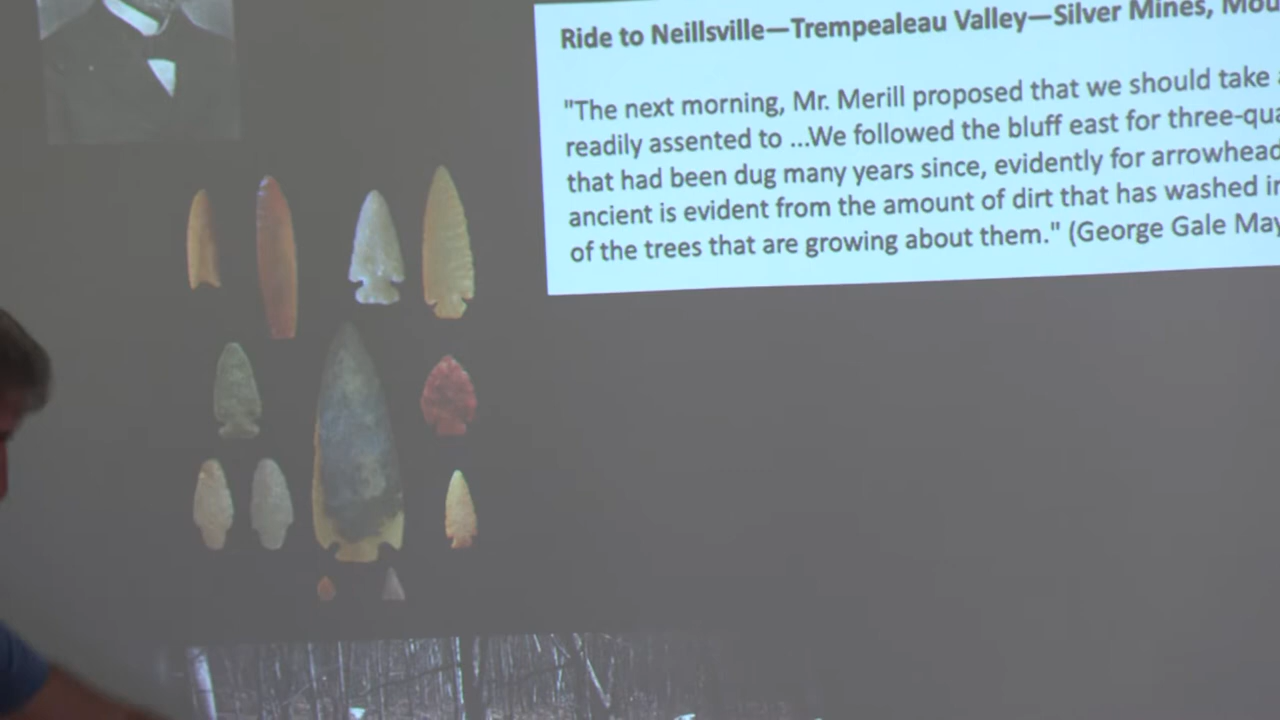 Ride to Neillsville—Trempealeau Valley—Silver Mines, Mou
"The next morning, Mr. Merill proposed that we should take
readily assented to ...We followed the bluff east for three-qua
that had been dug many years since, evidently for arrowhead
ancient is evident from the amount of dirt that has washed in
of the trees that are growing about them." (George Gale May